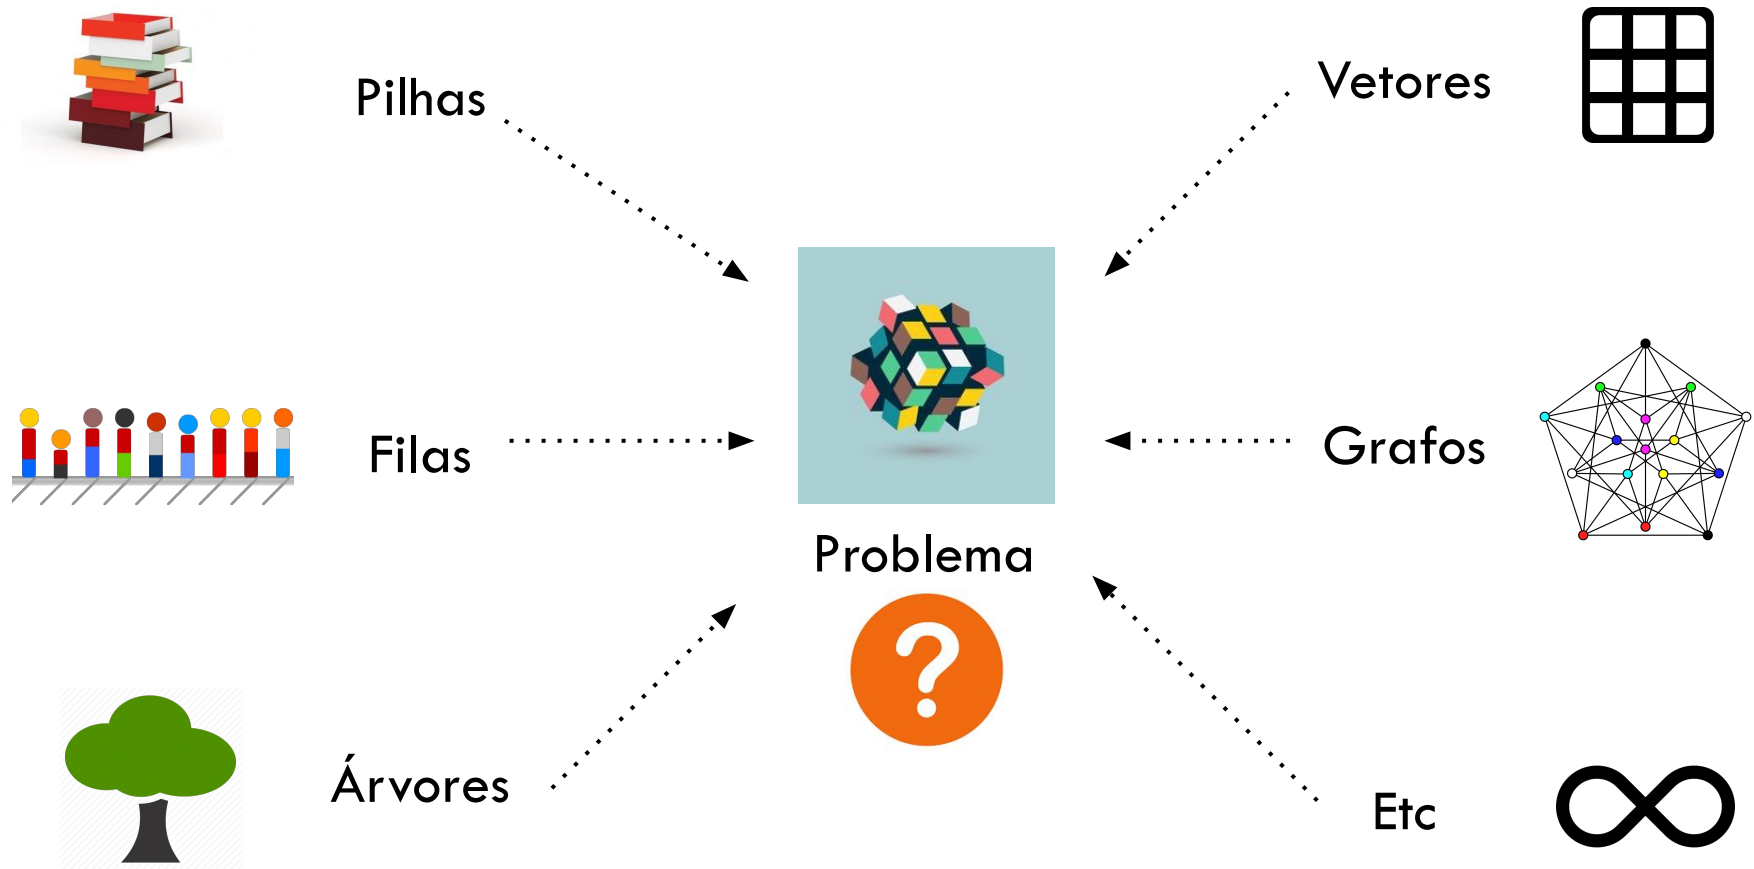 Pilhas
Vetores
Filas
Grafos
Problema
?
Árvores
Etc